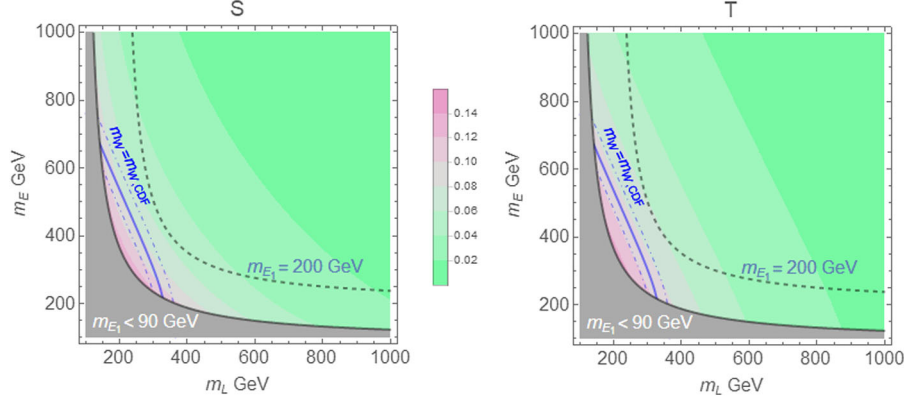 S
1000
800
600
400
200
m_E GeV
m_W=m_W,CDF
m_E1 = 200 GeV
m_E1 < 90 GeV
200 400 600 800 1000
m_L GeV
0.14
0.12
0.10
0.08
0.06
0.04
0.02
T
1000
800
600
400
200
m_E GeV
m_W=m_W,CDF
m_E1 = 200 GeV
m_E1 < 90 GeV
200 400 600 800 1000
m_L GeV